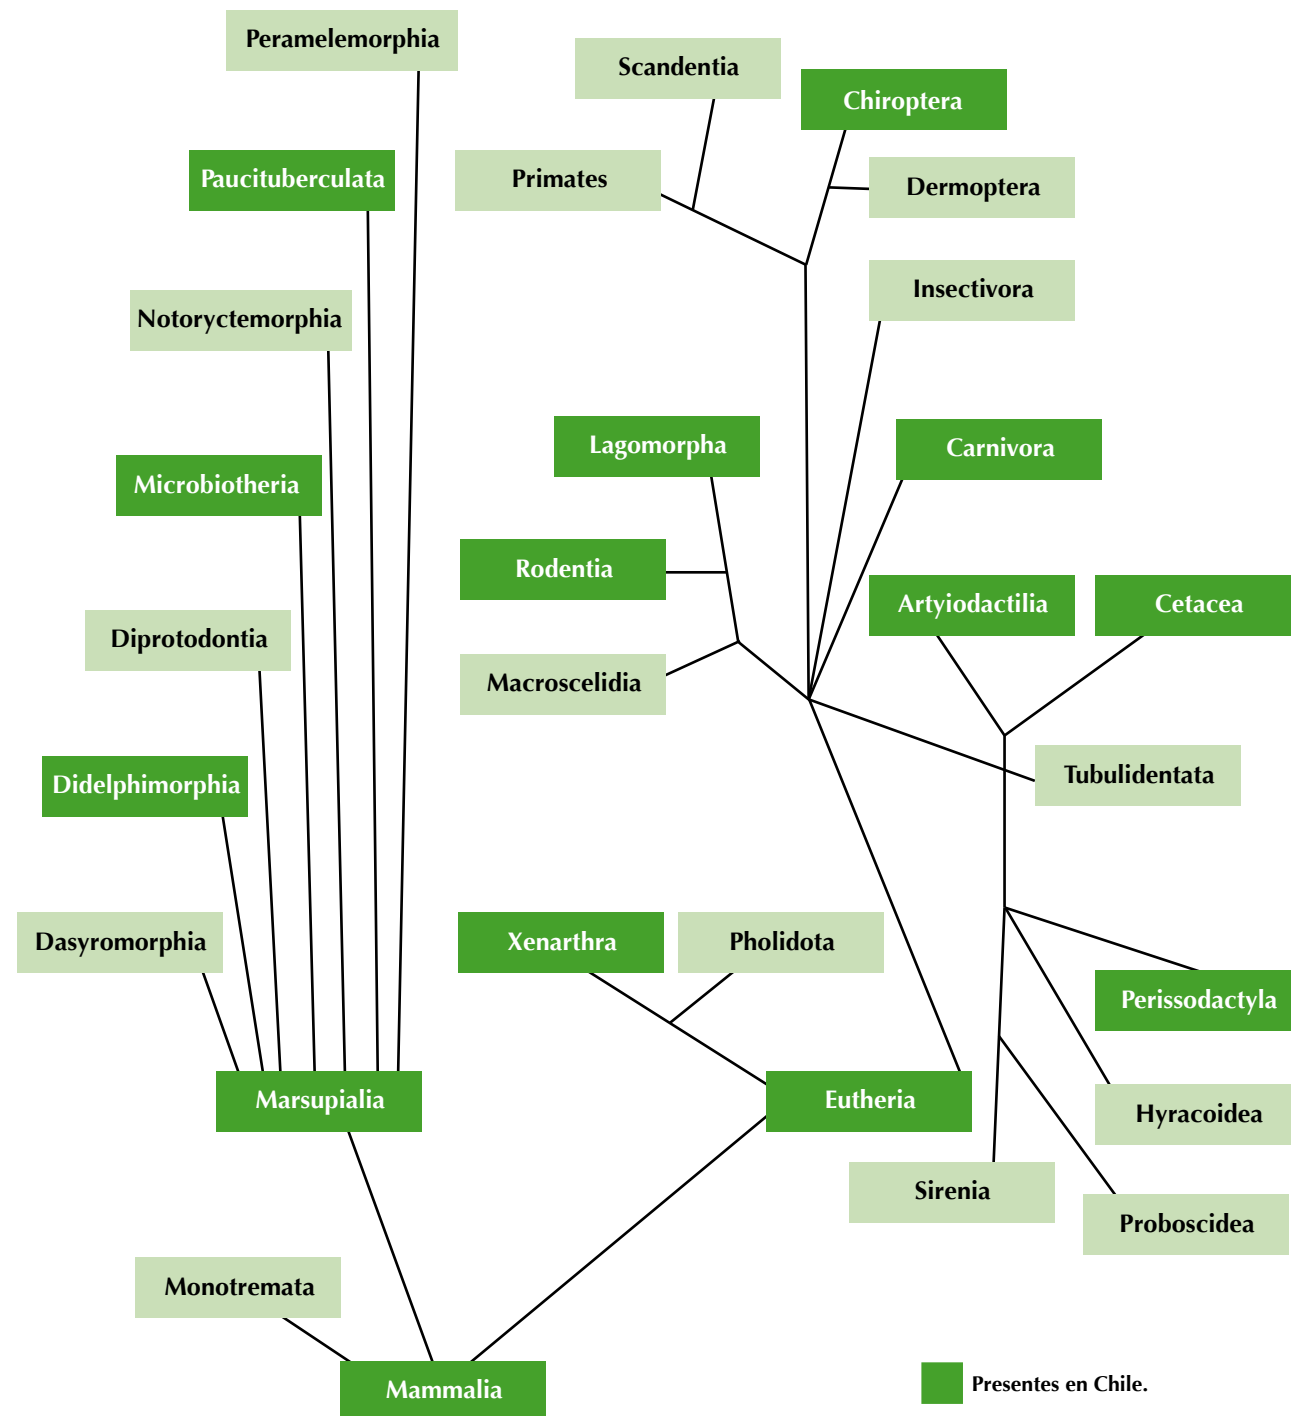 Peramelemorphia
Scandentia
Chiroptera
Paucituberculata
Primates
Dermoptera
Insectivora
Notoryctemorphia
Lagomorpha
Carnivora
Microbiotheria
Rodentia
Artyiodactilia
Cetacea
Diprotodontia
Macroscelidia
Tubulidentata
Didelphimorphia
Dasyromorphia
Xenarthra
Pholidota
Perissodactyla
Marsupialia
Eutheria
Hyracoidea
Sirenia
Proboscidea
Monotremata
Mammalia
Presentes en Chile.